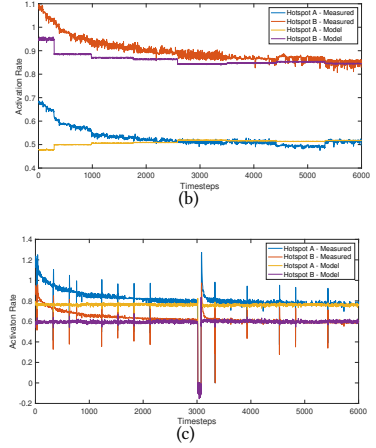 1.1
1
0.9
0.8
0.7
0.6
0.5
0.4
Activation Rate
0 1000 2000 3000 4000 5000 6000
Timesteps
Hotspot A - Measured
Hotspot B - Measured
Hotspot A - Model
Hotspot B - Model
(b)
1.4
1.2
1
0.8
0.6
0.4
0.2
0
-0.2
Activation Rate
0 1000 2000 3000 4000 5000 6000
Timesteps
Hotspot A - Measured
Hotspot B - Measured
Hotspot A - Model
Hotspot B - Model
(c)